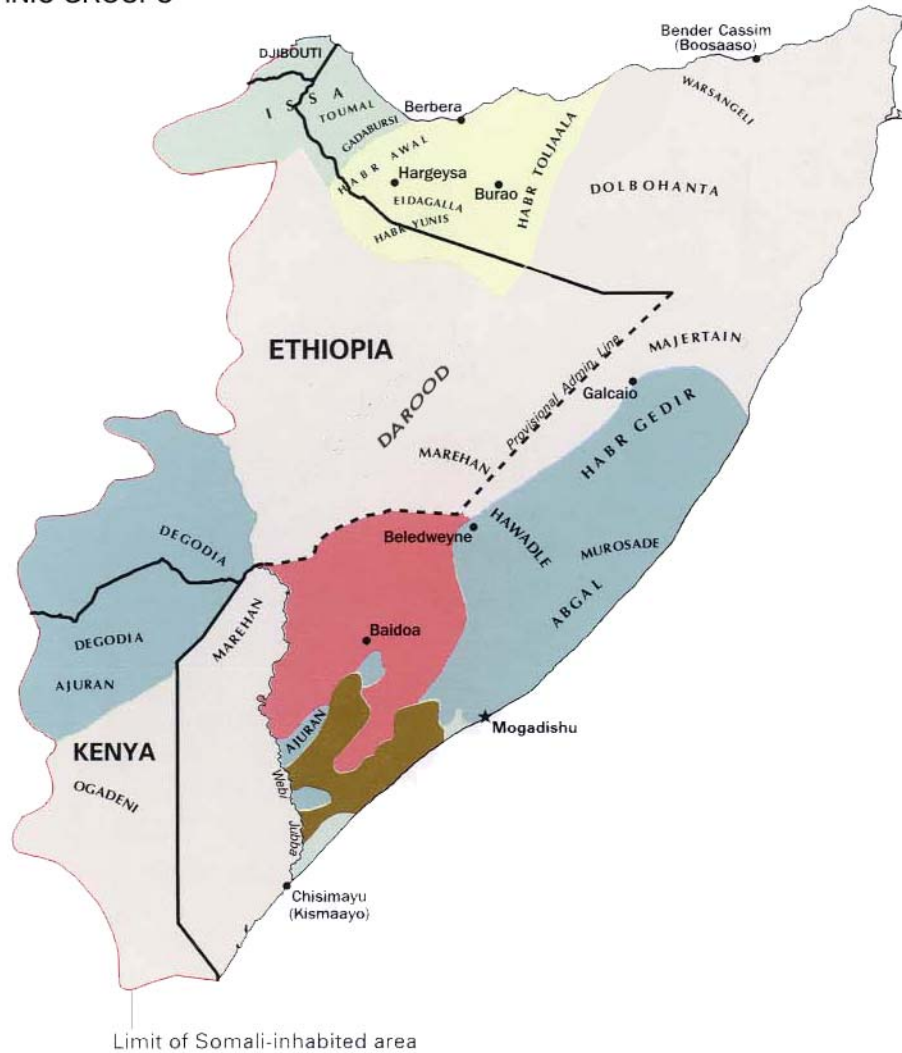 DJIBOUTI
Bender Cassim
(Boosaaso)
ISSA
TOUMAL
GADABURSI
Berbera
WARSANGELI
HABR AWAL
Hargeysa
HABR TOLJAALA
Burao
DOLBOHANTA
EIDAGALLA
HABR YUNIS
ETHIOPIA
MAJERTAIN
Provisional Admin. Line
Galcaio
DAROOD
HABR GEDIR
MAREHAN
HAWADLE
Beledweyne
DEGODIA
MUROSADE
ABGAL
MAREHAN
DEGODIA
Baidoa
AJURAN
AJURAN
Mogadishu
KENYA
OGADENI
Webi
Jubba
Chisimayu
(Kismaayo)
Limit of Somali-inhabited area